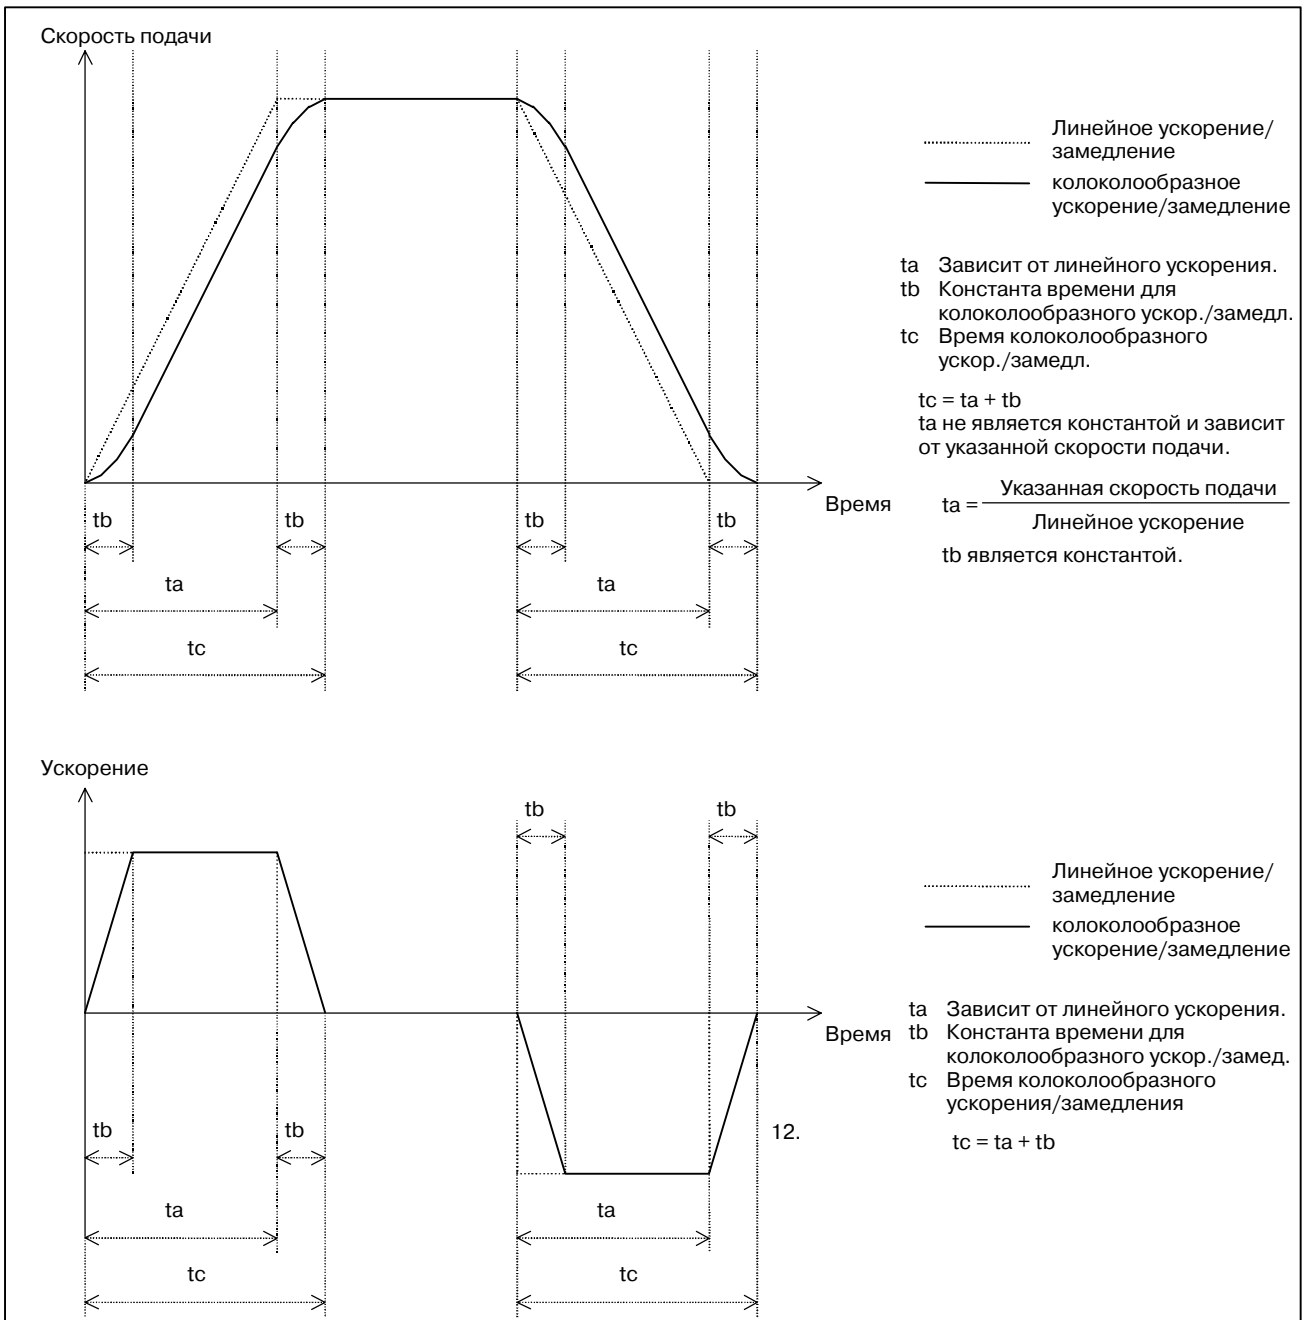 Скорость подачи
Линейное ускорение/
замедление
колоколообразное
ускорение/замедление
ta Зависит от линейного ускорения.
tb Константа времени для
колоколообразного ускор./замедл.
tc Время колоколообразного
ускор./замедл.
tc = ta + tb
ta не является константой и зависит
от указанной скорости подачи.
ta = Указанная скорость подачи
Линейное ускорение
tb является константой.
Время
tb tb tb tb
ta ta
tc tc
Ускорение
tb tb
Линейное ускорение/
замедление
колоколообразное
ускорение/замедление
ta Зависит от линейного ускорения.
Время
tb Константа времени для
колоколообразного ускор./замед.
tc Время колоколообразного
ускорения/замедления
tc = ta + tb
tb tb 12.
ta ta
tc tc